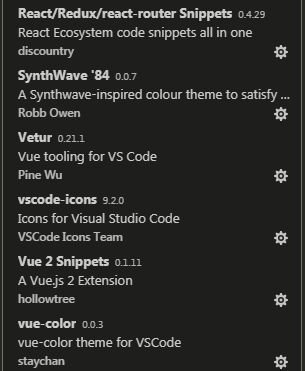 React/Redux/react-router Snippets 0.4.29
React Ecosystem code snippets all in one
discountry
SynthWave '84 0.0.7
A Synthwave-inspired colour theme to satisfy ...
Robb Owen
Vetur 0.21.1
Vue tooling for VS Code
Pine Wu
vscode-icons 9.2.0
Icons for Visual Studio Code
VSCode Icons Team
Vue 2 Snippets 0.1.11
A Vue.js 2 Extension
hollowtree
vue-color 0.0.3
vue-color theme for VSCode
staychan